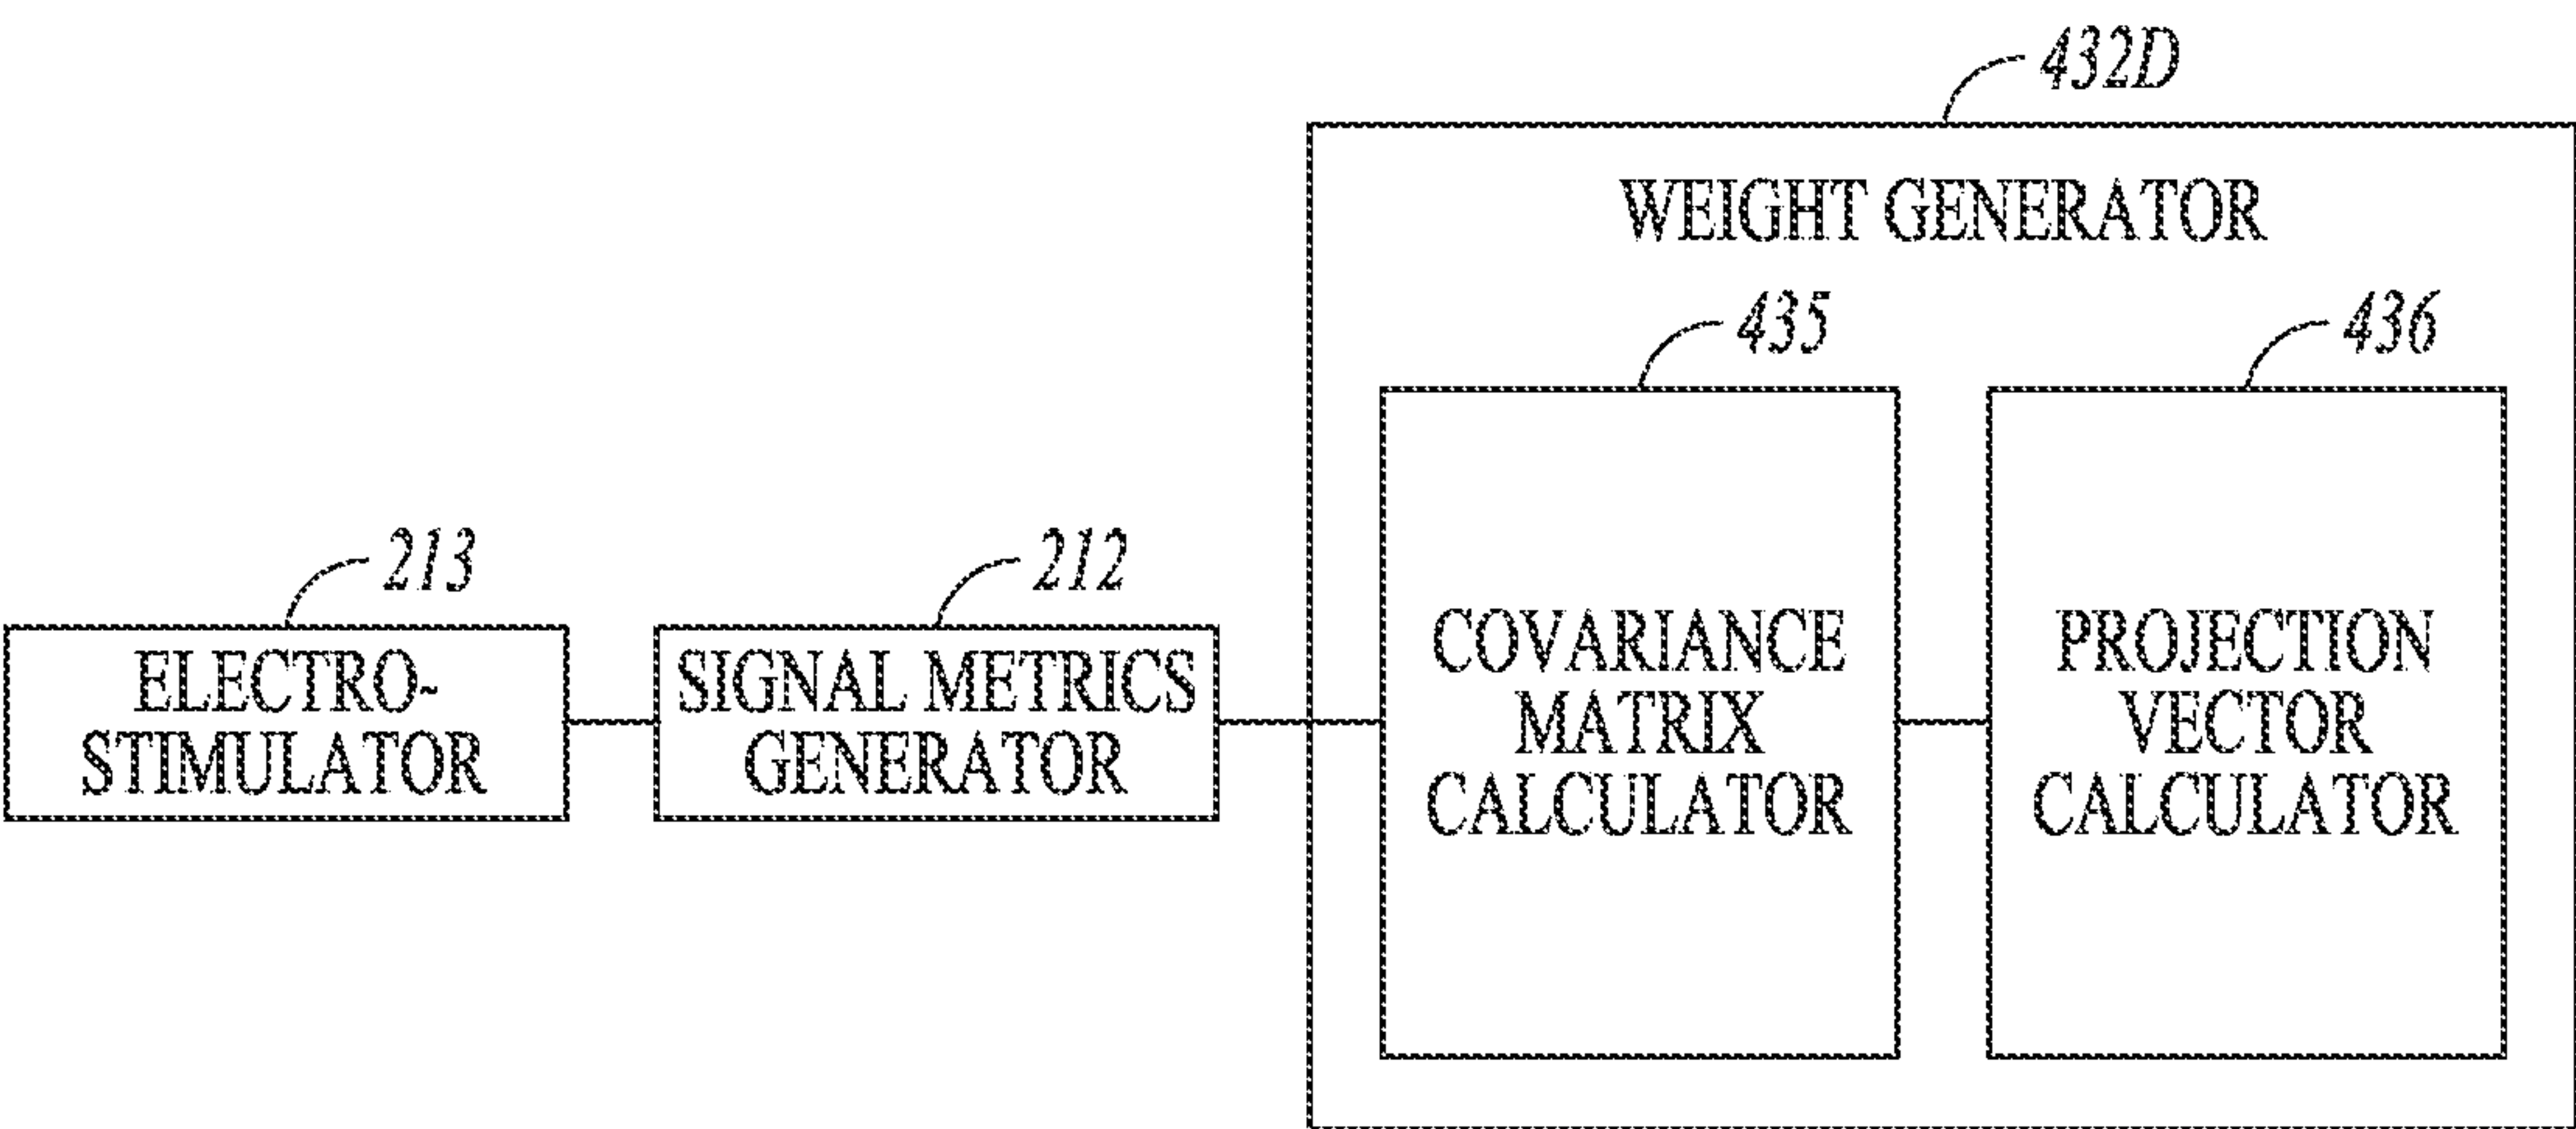 432D
WEIGHT GENERATOR
435
436
213
212
ELECTRO-
STIMULATOR
SIGNAL METRICS
GENERATOR
COVARIANCE
MATRIX
CALCULATOR
PROJECTION
VECTOR
CALCULATOR